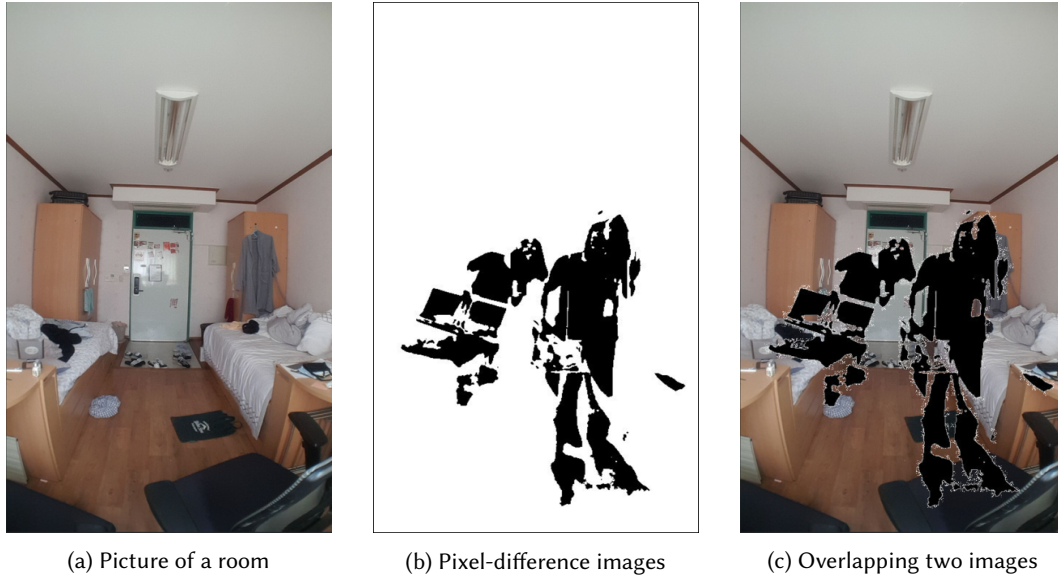 (a) Picture of a room
(b) Pixel-difference images
(c) Overlapping two images